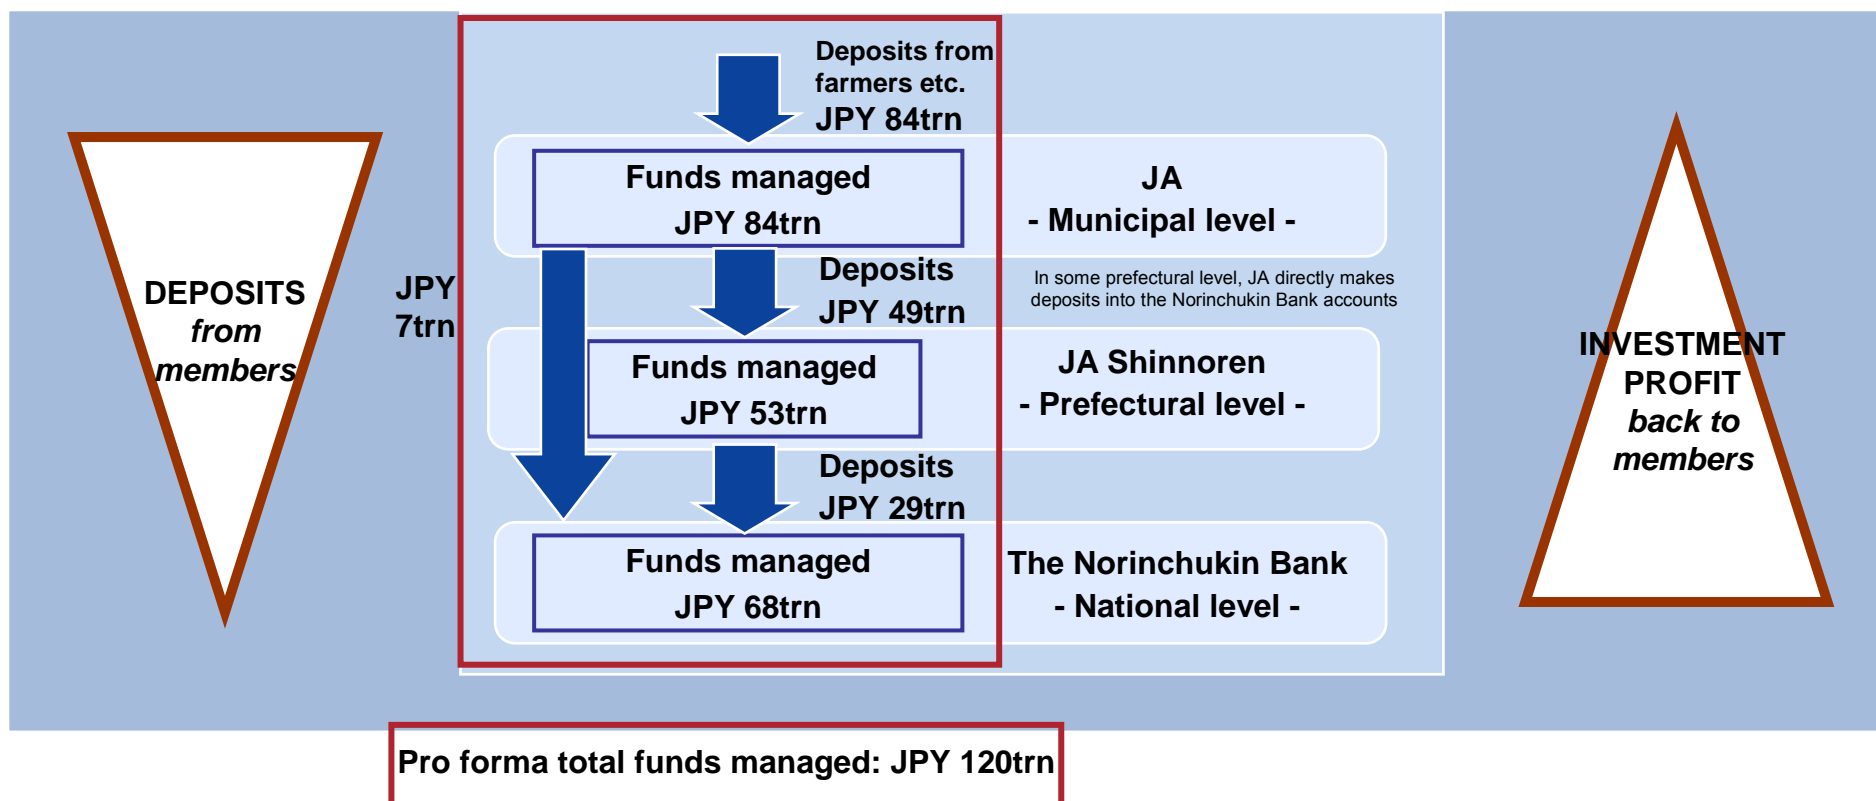 Deposits from
farmers etc.
JPY 84trn
Funds managed
JPY 84trn
JA
- Municipal level -
DEPOSITS
from
members
JPY
7trn
Deposits
JPY 49trn
In some prefectural level, JA directly makes
deposits into the Norinchukin Bank accounts
Funds managed
JPY 53trn
JA Shinnoren
- Prefectural level -
INVESTMENT
PROFIT
back to
members
Deposits
JPY 29trn
Funds managed
JPY 68trn
The Norinchukin Bank
- National level -
Pro forma total funds managed: JPY 120trn